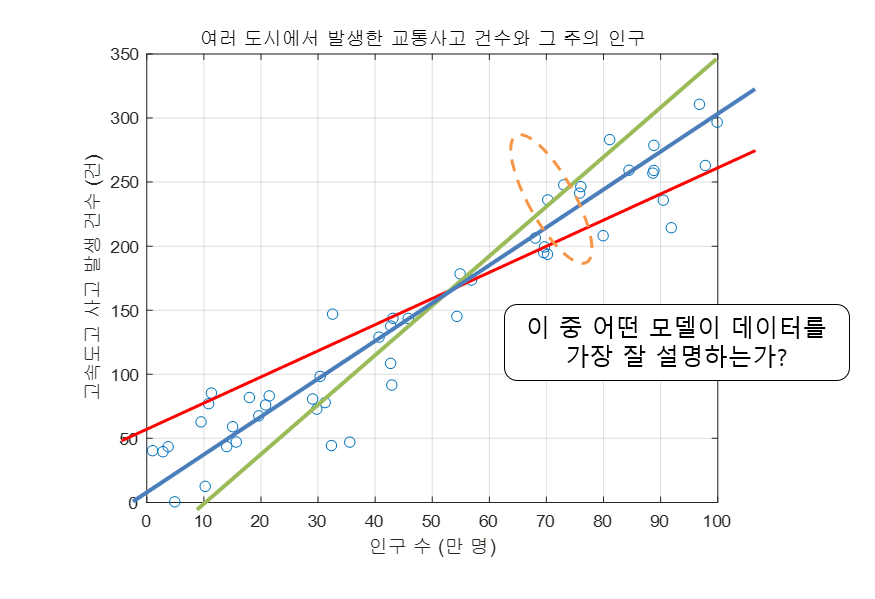 여러 도시에서 발생한 교통사고 건수와 그 주의 인구
350
300
250
200
150
100
50
0
고속도고 사고 발생 건수 (건)
이 중 어떤 모델이 데이터를
가장 잘 설명하는가?
0 10 20 30 40 50 60 70 80 90 100
인구 수 (만 명)